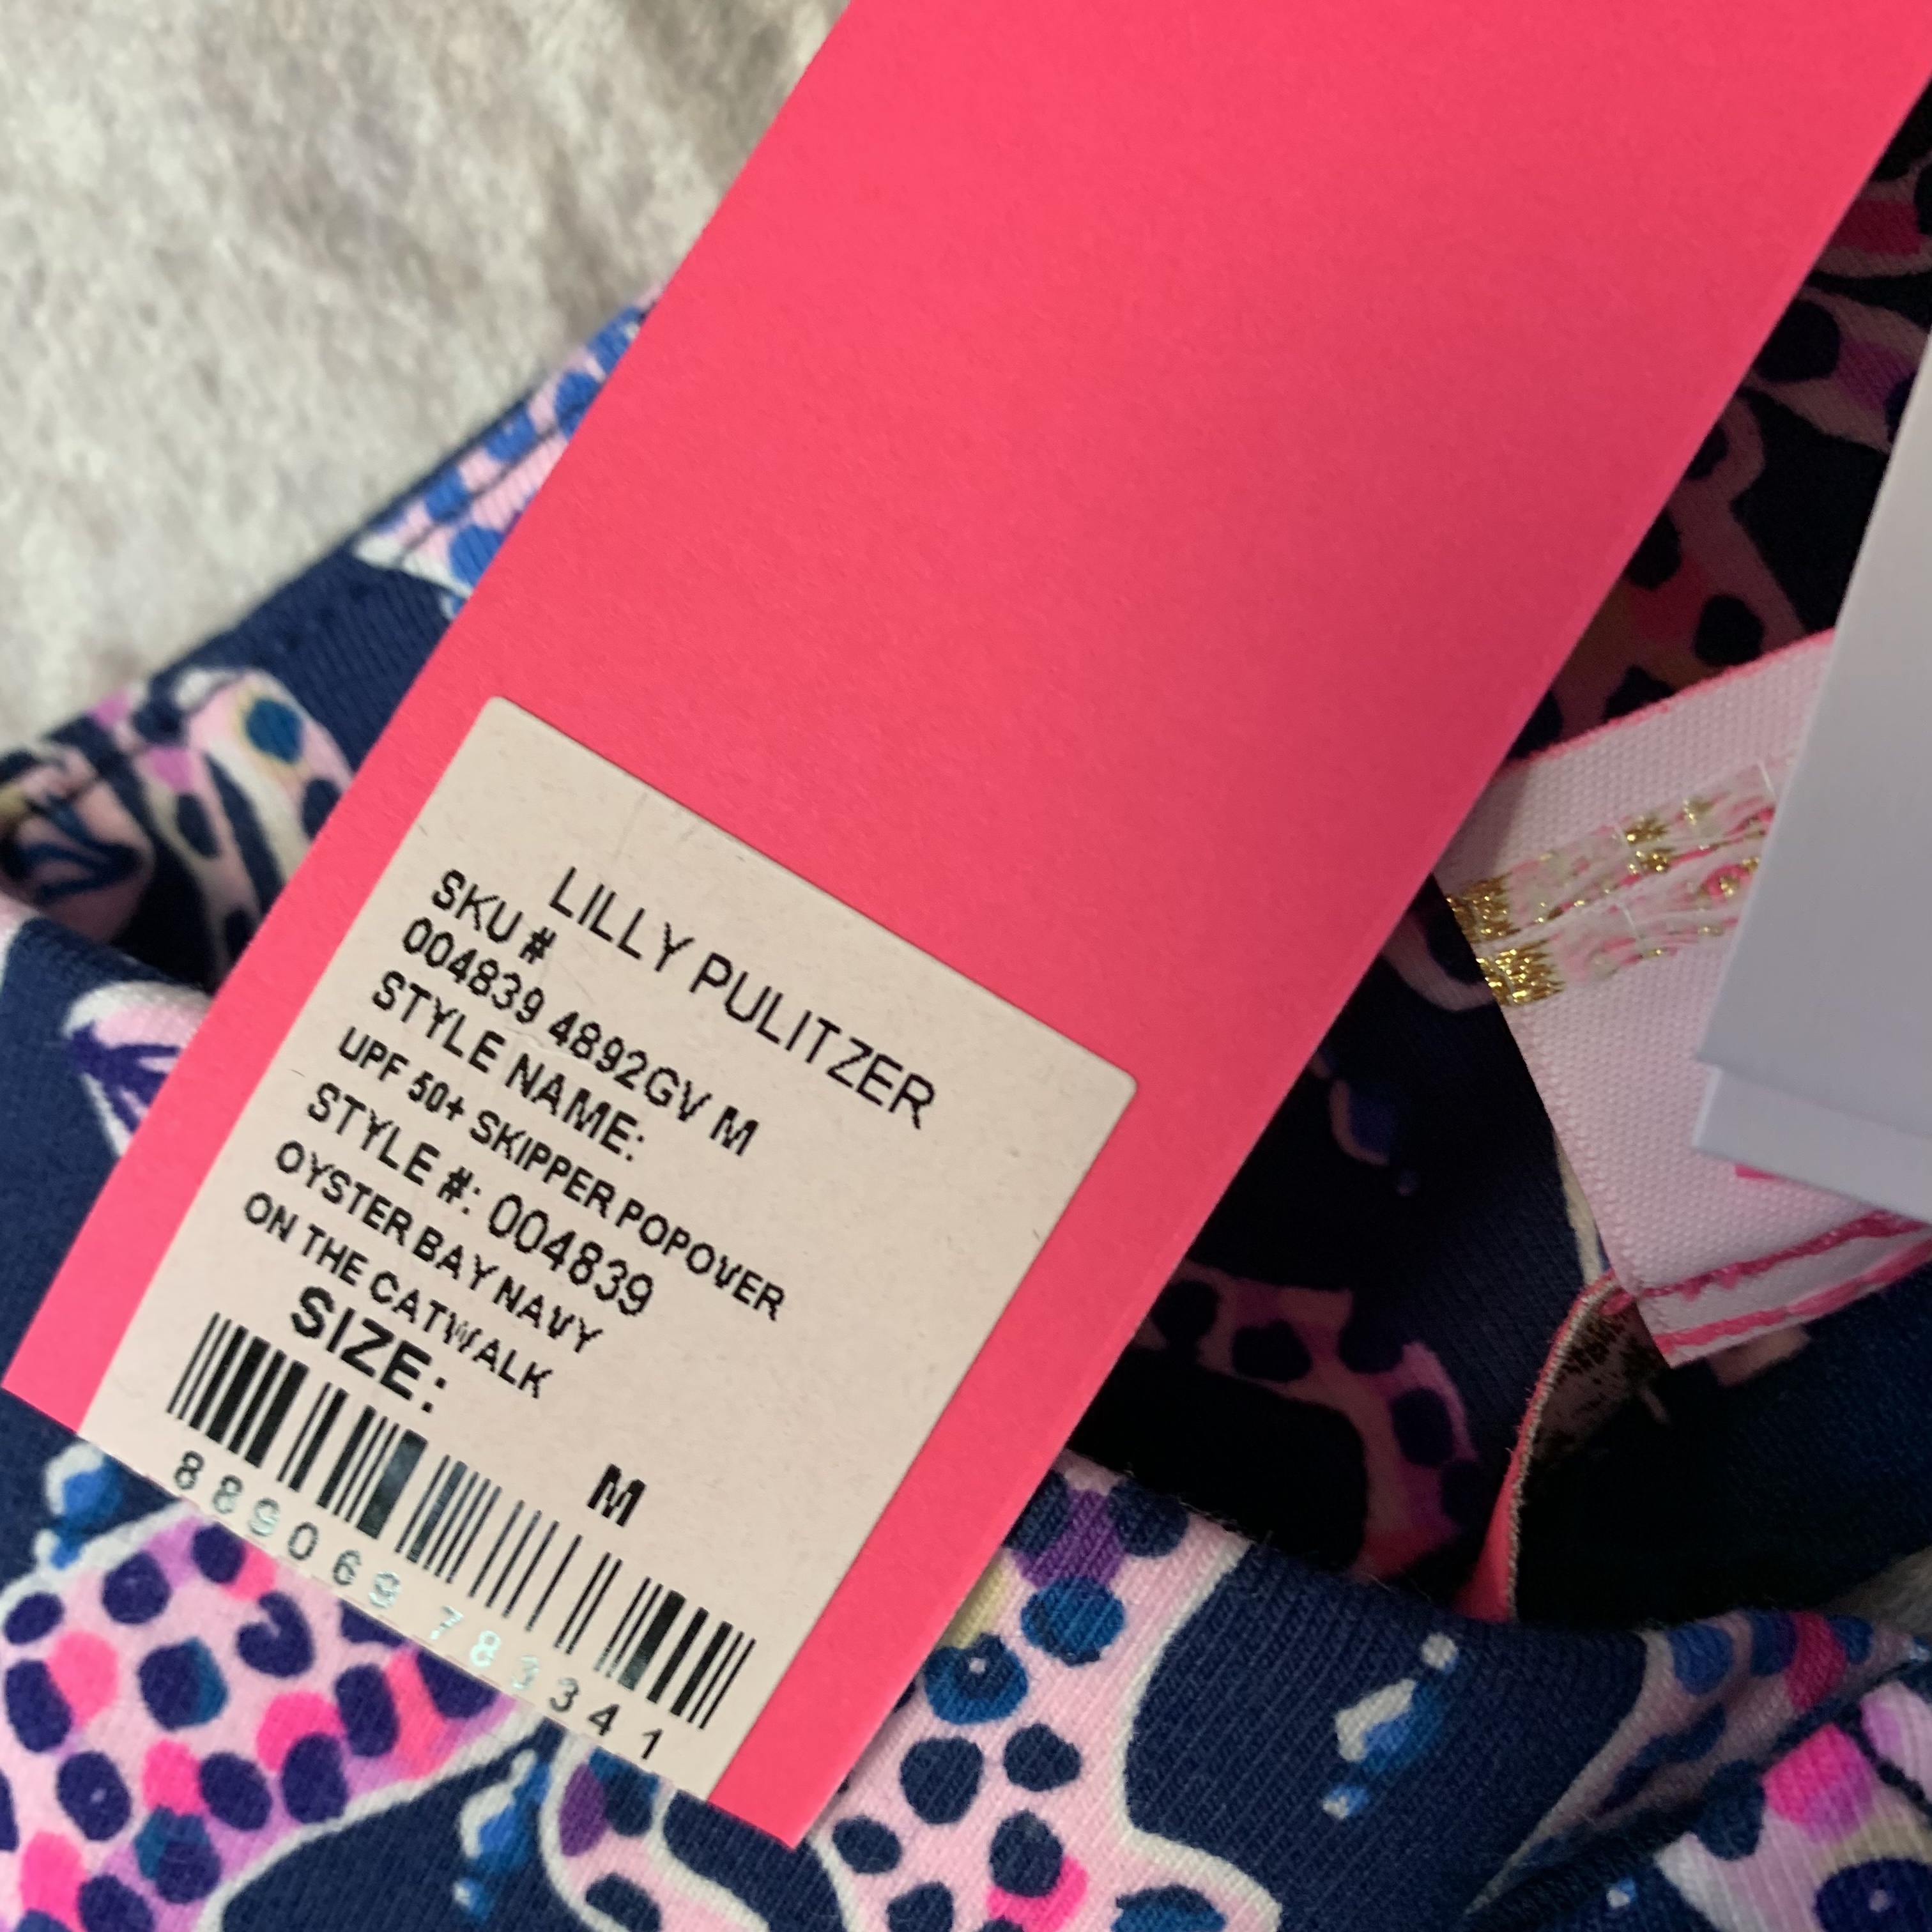 LILLY PULITZER
SKU #
004839 4892GV M
STYLE NAME:
UPF 50+ SKIPPER POPOVER
STYLE #: 004839
OYSTER BAY NAVY
ON THE CATWALK
SIZE:
M
889069783341